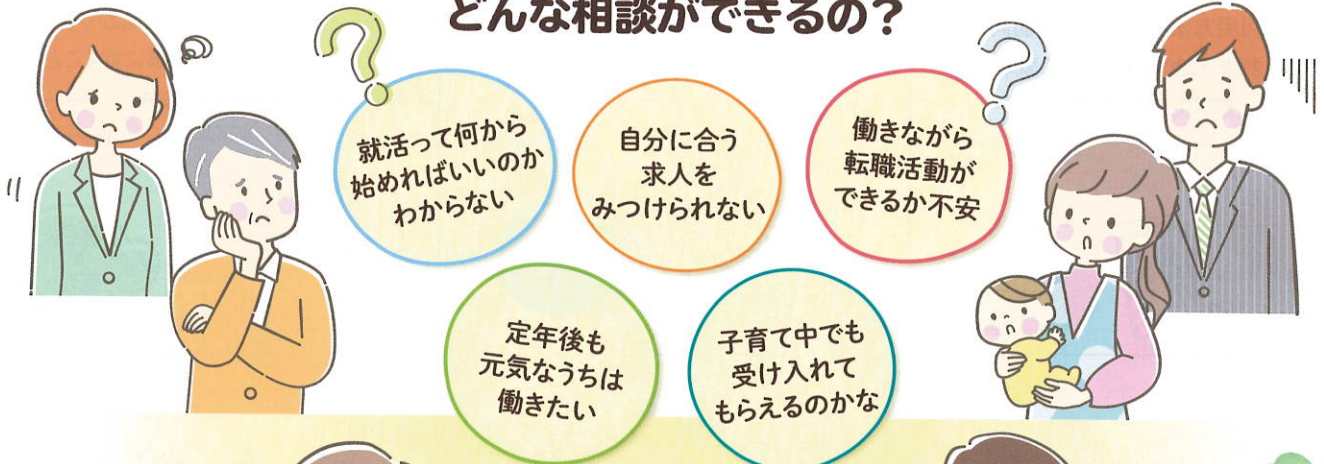 どんな相談ができるの？
就活って何から
始めればいいのか
わからない
自分に合う
求人を
みつけられない
働きながら
転職活動が
できるか不安
定年後も
元気なうちは
働きたい
子育て中でも
受け入れて
もらえるのかな